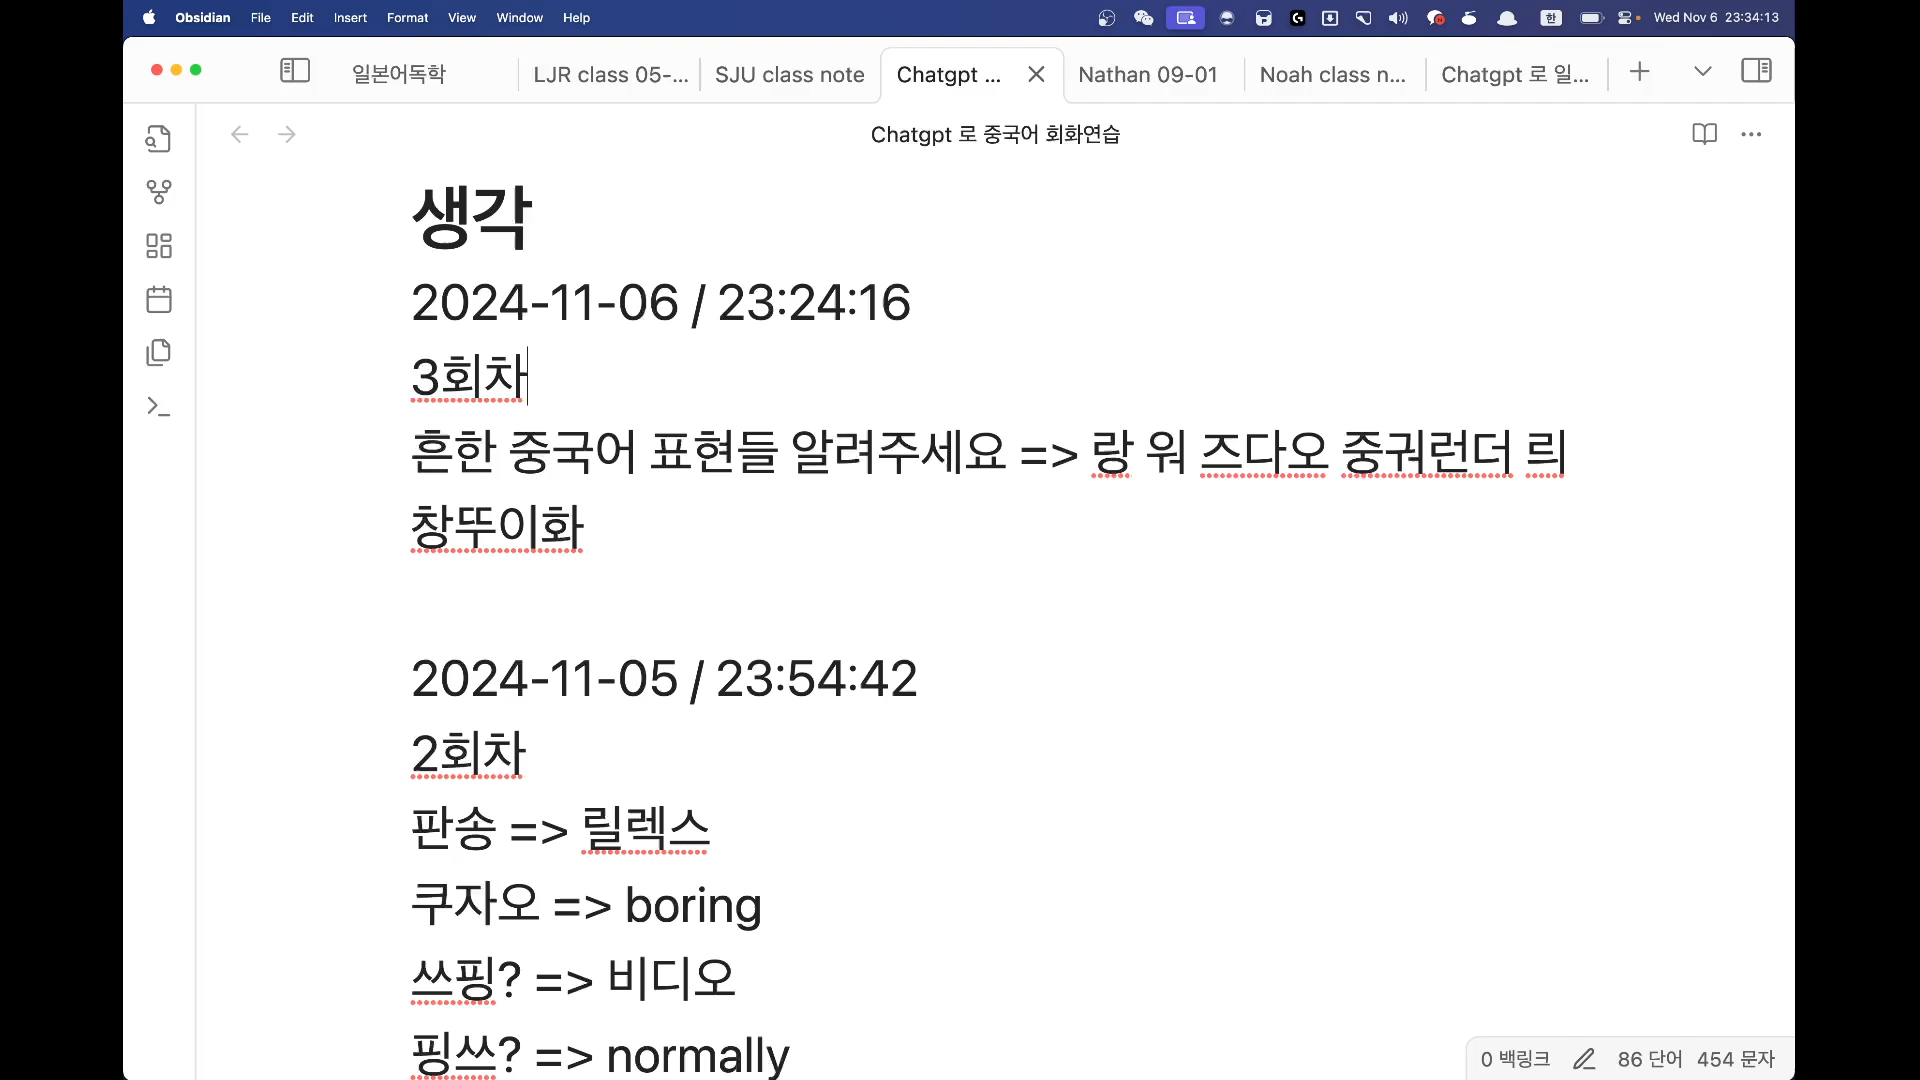 Obsidian File Edit Insert Format View Window Help 한 Wed Nov 6 23:34:13
일본어독학 LJR class 05-... SJU class note Chatgpt ... Nathan 09-01 Noah class n... Chatgpt 로 일...
Chatgpt 로 중국어 회화연습
생각
2024-11-06 / 23:24:16
3회차
흔한 중국어 표현들 알려주세요 => 랑 워 즈다오 중궈런더 릐
창뚜이화
2024-11-05 / 23:54:42
2회차
판송 => 릴렉스
쿠자오 => boring
쓰핑? => 비디오
핑쓰? => normally
0 백링크 86 단어 454 문자